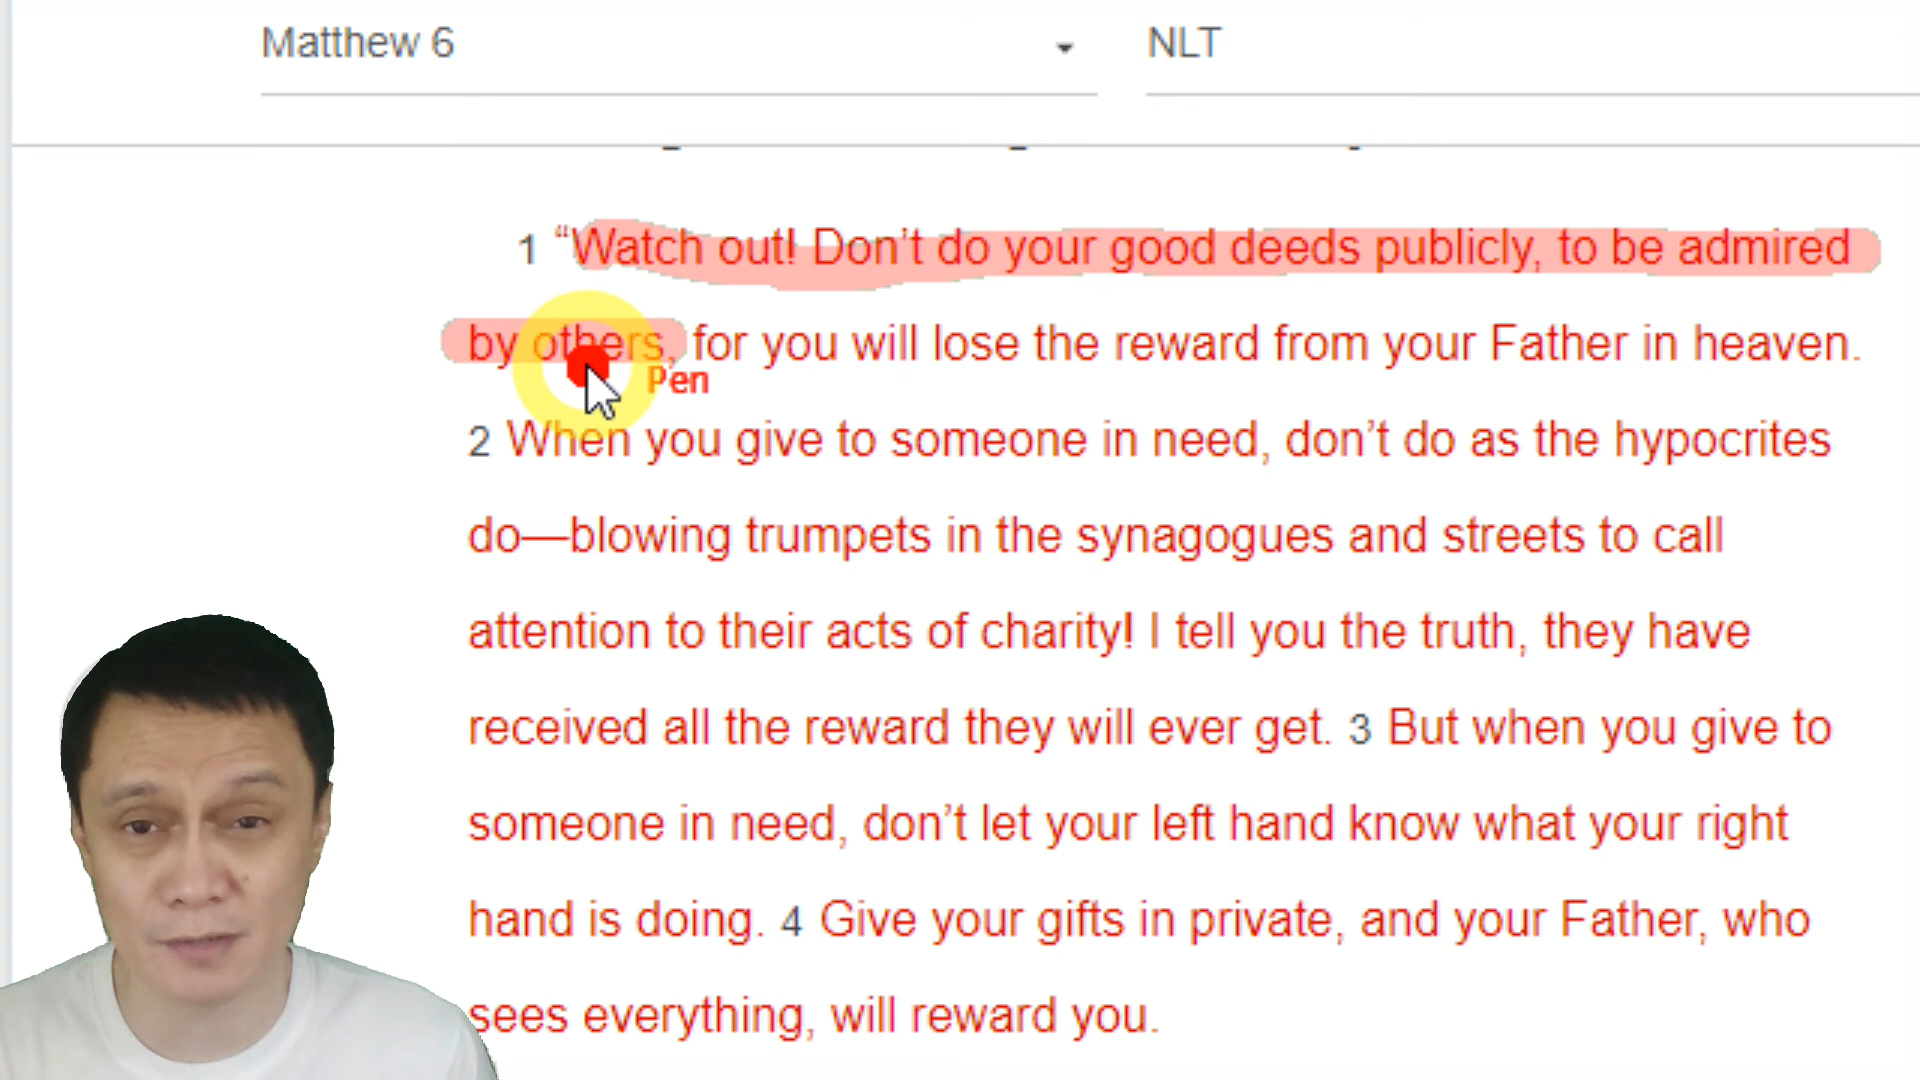 Matthew 6
NLT
1 “Watch out! Don’t do your good deeds publicly, to be admired
by others, for you will lose the reward from your Father in heaven.
Pen
2 When you give to someone in need, don’t do as the hypocrites
do—blowing trumpets in the synagogues and streets to call
attention to their acts of charity! I tell you the truth, they have
received all the reward they will ever get. 3 But when you give to
someone in need, don’t let your left hand know what your right
hand is doing. 4 Give your gifts in private, and your Father, who
sees everything, will reward you.